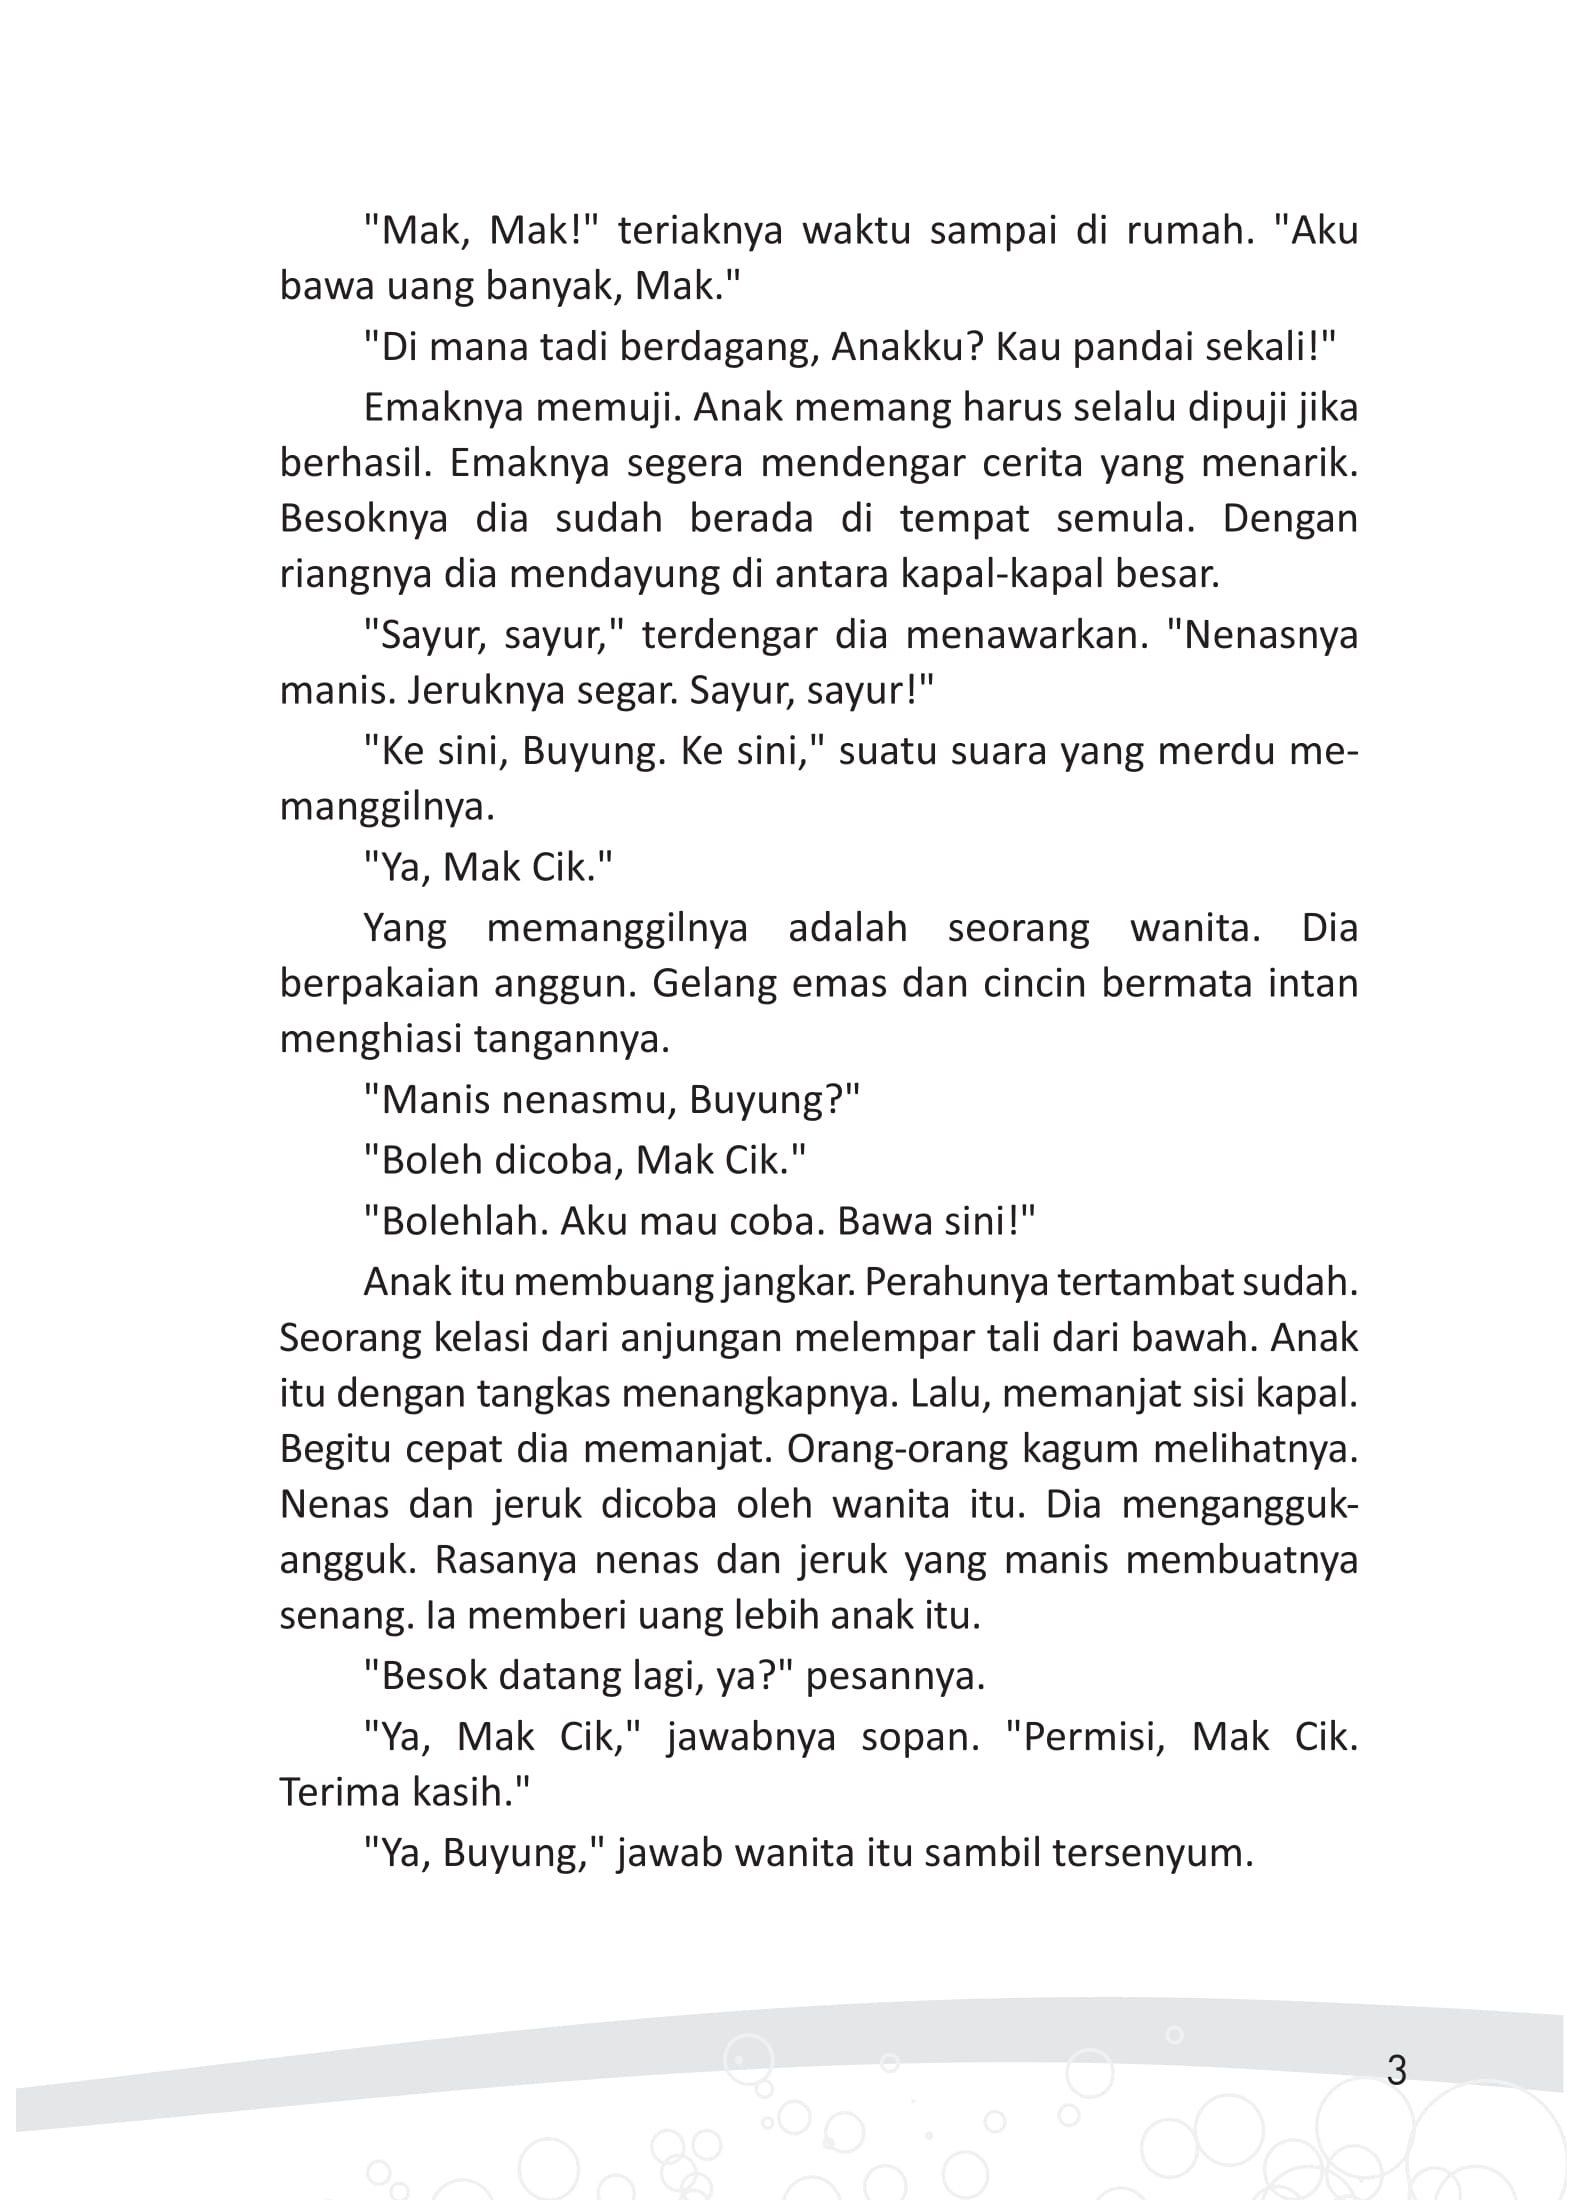 "Mak, Mak!" teriaknya waktu sampai di rumah. "Aku
bawa uang banyak, Mak."
"Di mana tadi berdagang, Anakku? Kau pandai sekali!"
Emaknya memuji. Anak memang harus selalu dipuji jika
berhasil. Emaknya segera mendengar cerita yang menarik.
Besoknya dia sudah berada di tempat semula. Dengan
riangnya dia mendayung di antara kapal-kapal besar.
"Sayur, sayur," terdengar dia menawarkan. "Nenasnya
manis. Jeruknya segar. Sayur, sayur!"
"Ke sini, Buyung. Ke sini," suatu suara yang merdu me-
manggilnya.
"Ya, Mak Cik."
Yang memanggilnya adalah seorang wanita. Dia
berpakaian anggun. Gelang emas dan cincin bermata intan
menghiasi tangannya.
"Manis nenasmu, Buyung?"
"Boleh dicoba, Mak Cik."
"Bolehlah. Aku mau coba. Bawa sini!"
Anak itu membuang jangkar. Perahunya tertambat sudah.
Seorang kelasi dari anjungan melempar tali dari bawah. Anak
itu dengan tangkas menangkapnya. Lalu, memanjat sisi kapal.
Begitu cepat dia memanjat. Orang-orang kagum melihatnya.
Nenas dan jeruk dicoba oleh wanita itu. Dia mengangguk-
angguk. Rasanya nenas dan jeruk yang manis membuatnya
senang. Ia memberi uang lebih anak itu.
"Besok datang lagi, ya?" pesannya.
"Ya, Mak Cik," jawabnya sopan. "Permisi, Mak Cik.
Terima kasih."
"Ya, Buyung," jawab wanita itu sambil tersenyum.
3